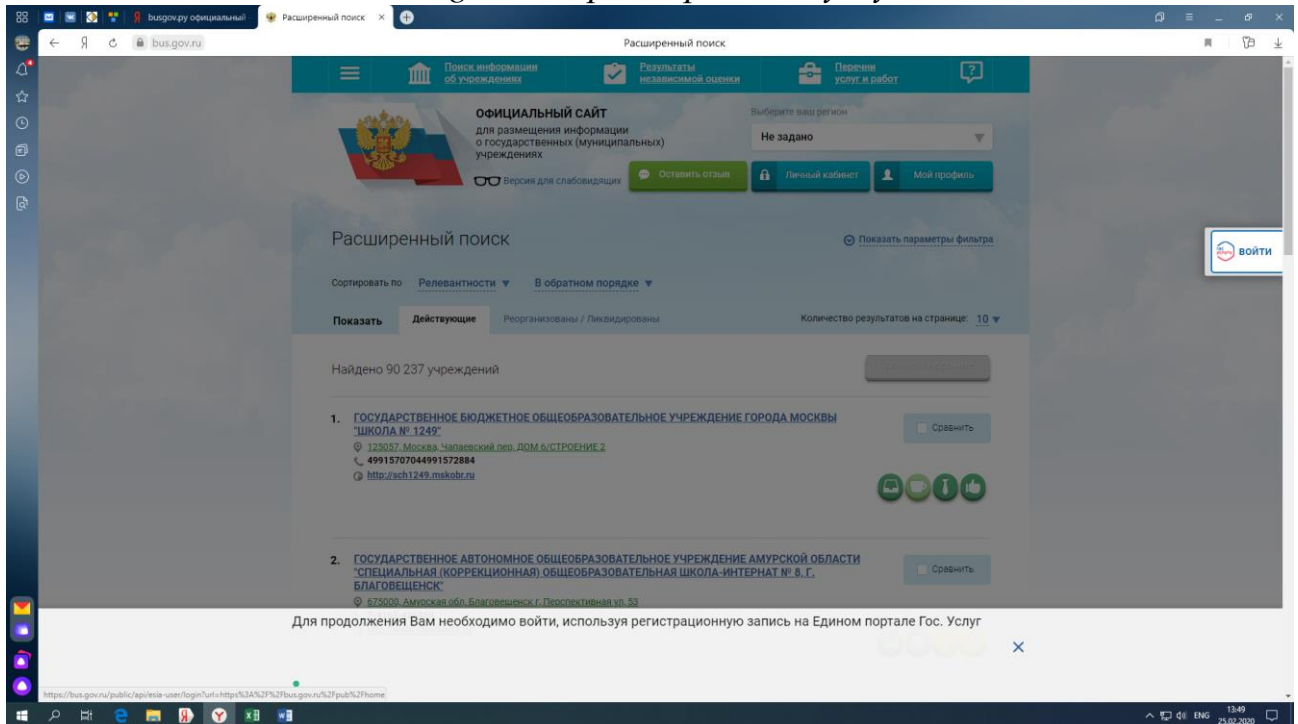 busgov.ру официальный
Расширенный поиск
bus.gov.ru
Расширенный поиск
Поиск информации
об учреждениях
Результаты
независимой оценки
Перечни
услуг и работ
ОФИЦИАЛЬНЫЙ САЙТ
для размещения информации
о государственных (муниципальных)
учреждениях
Версия для слабовидящих
Выберите ваш регион
Не задано
Оставить отзыв
Личный кабинет
Мой профиль
Расширенный поиск
Показать параметры фильтра
войти
Сортировать по Релевантности В обратном порядке
Показать Действующие Реорганизованы / Ликвидированы
Количество результатов на странице: 10
Найдено 90 237 учреждений
1. ГОСУДАРСТВЕННОЕ БЮДЖЕТНОЕ ОБЩЕОБРАЗОВАТЕЛЬНОЕ УЧРЕЖДЕНИЕ ГОРОДА МОСКВЫ
"ШКОЛА № 1249"
125057, Москва, Чапаевский пер, ДОМ 6/СТРОЕНИЕ 2
49915707044991572884
http://sch1249.mskobr.ru
Сравнить
2. ГОСУДАРСТВЕННОЕ АВТОНОМНОЕ ОБЩЕОБРАЗОВАТЕЛЬНОЕ УЧРЕЖДЕНИЕ АМУРСКОЙ ОБЛАСТИ
"СПЕЦИАЛЬНАЯ (КОРРЕКЦИОННАЯ) ОБЩЕОБРАЗОВАТЕЛЬНАЯ ШКОЛА-ИНТЕРНАТ № 8, Г.
БЛАГОВЕЩЕНСК"
675000, Амурская обл, Благовещенск г, Перспективная ул, 53
Сравнить
Для продолжения Вам необходимо войти, используя регистрационную запись на Едином портале Гос. Услуг
https://bus.gov.ru/public/api/esia-user/login?url=https%3A%2F%2Fbus.gov.ru%2Fpub%2Fhome
ENG
13:49
25.02.2020